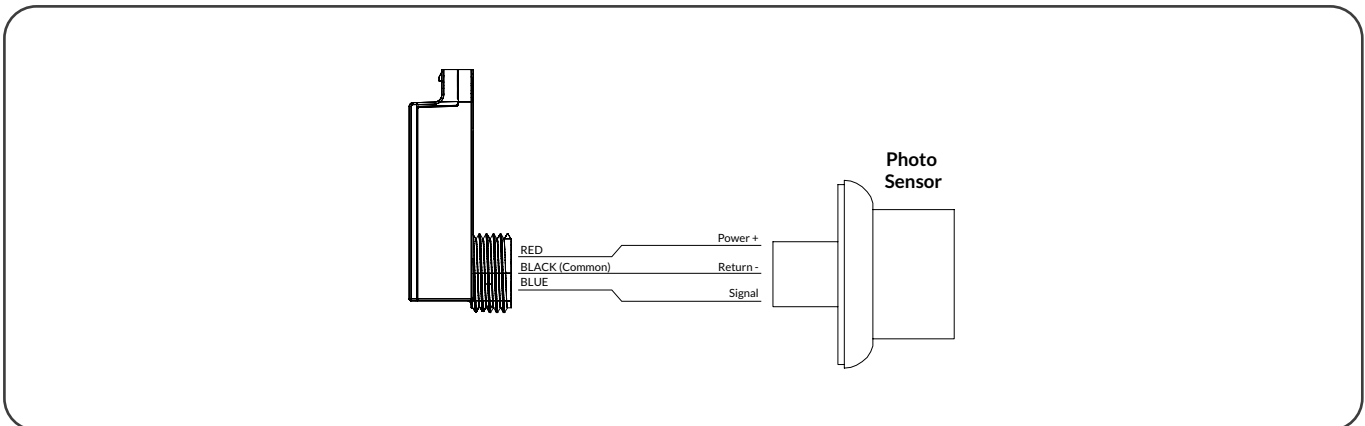 Photo
Sensor
RED
Power +
BLACK (Common)
Return -
BLUE
Signal